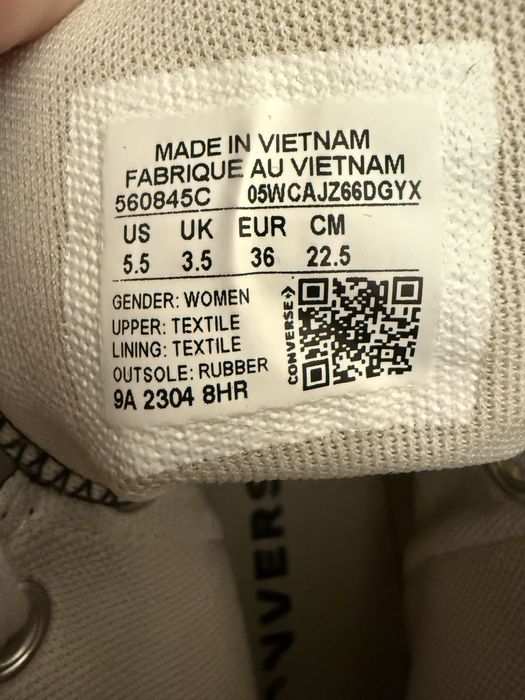 MADE IN VIETNAM
FABRIQUE AU VIETNAM
560845C 05WCAJZ66DGYX
US UK EUR CM
5.5 3.5 36 22.5
GENDER: WOMEN
UPPER: TEXTILE
LINING: TEXTILE
OUTSOLE: RUBBER
9A 2304 8HR
CONVERSE
CONVERS